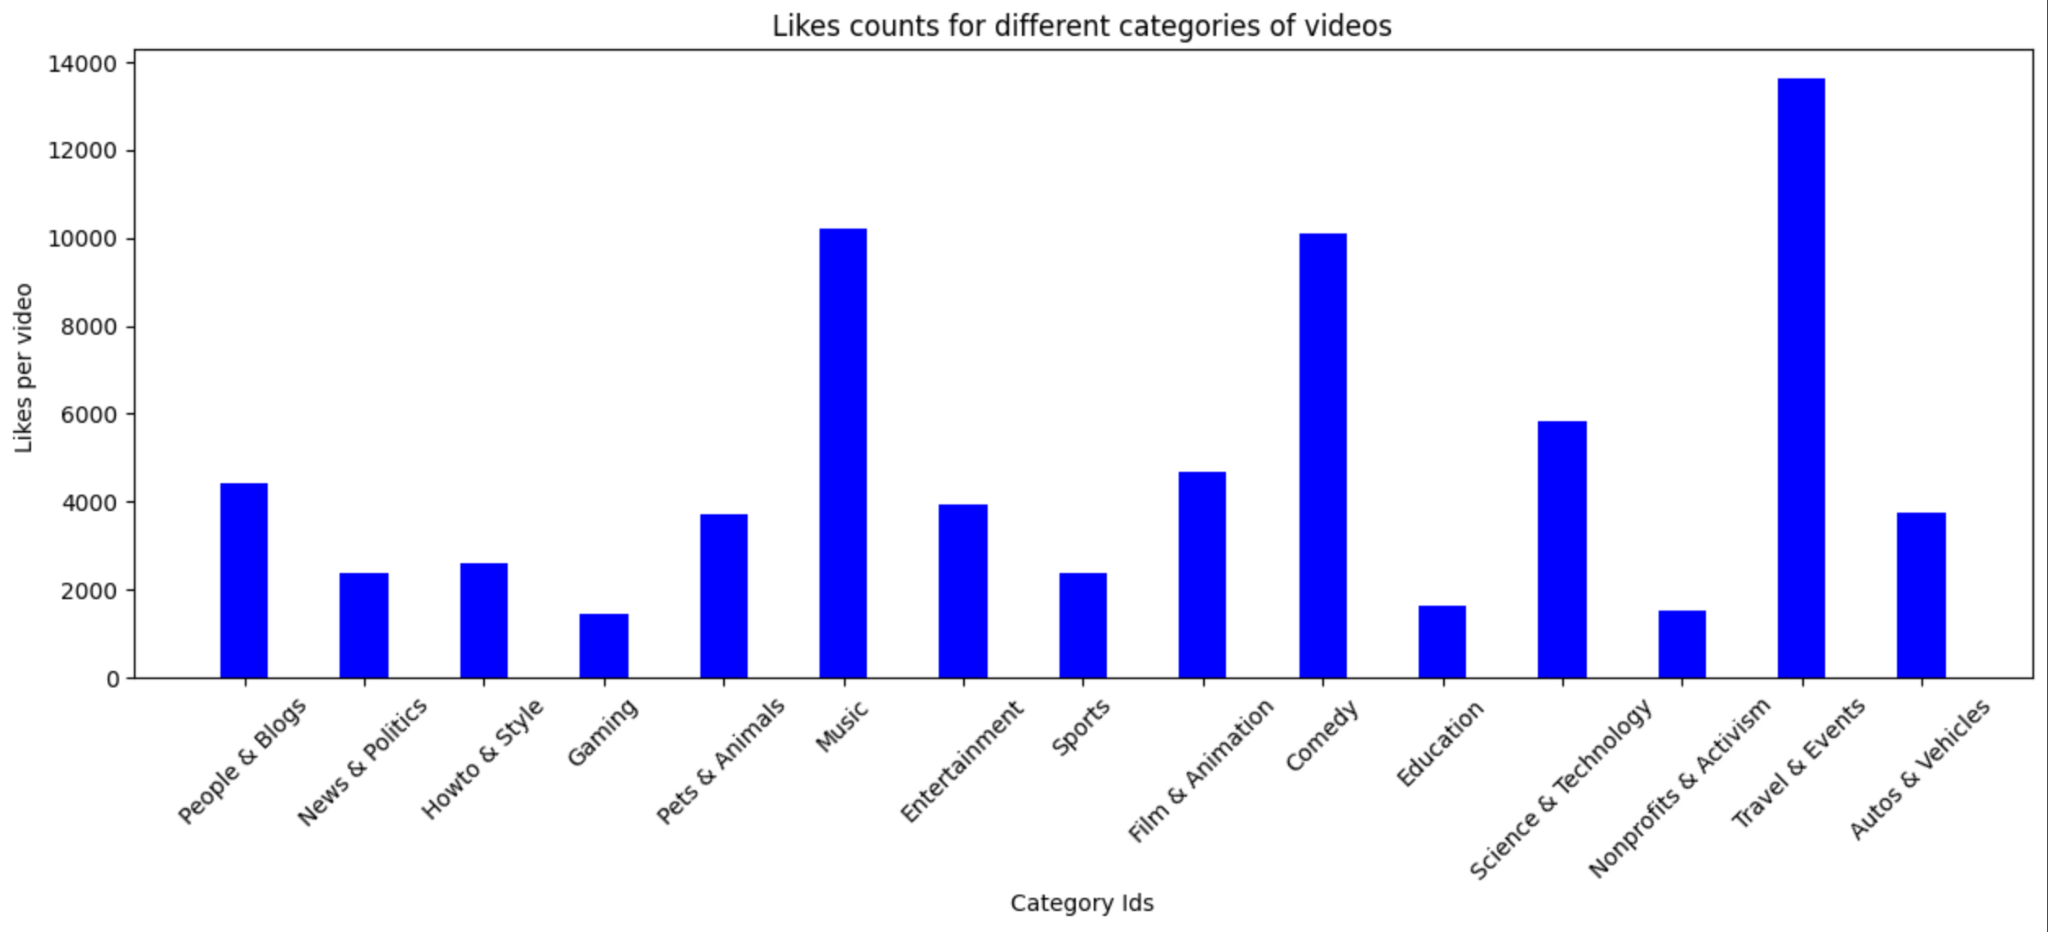 Likes counts for different categories of videos
14000
12000
10000
8000
6000
4000
2000
0
Likes per video
People & Blogs
News & Politics
Howto & Style
Gaming
Pets & Animals
Music
Entertainment
Sports
Film & Animation
Comedy
Education
Science & Technology
Nonprofits & Activism
Travel & Events
Autos & Vehicles
Category Ids